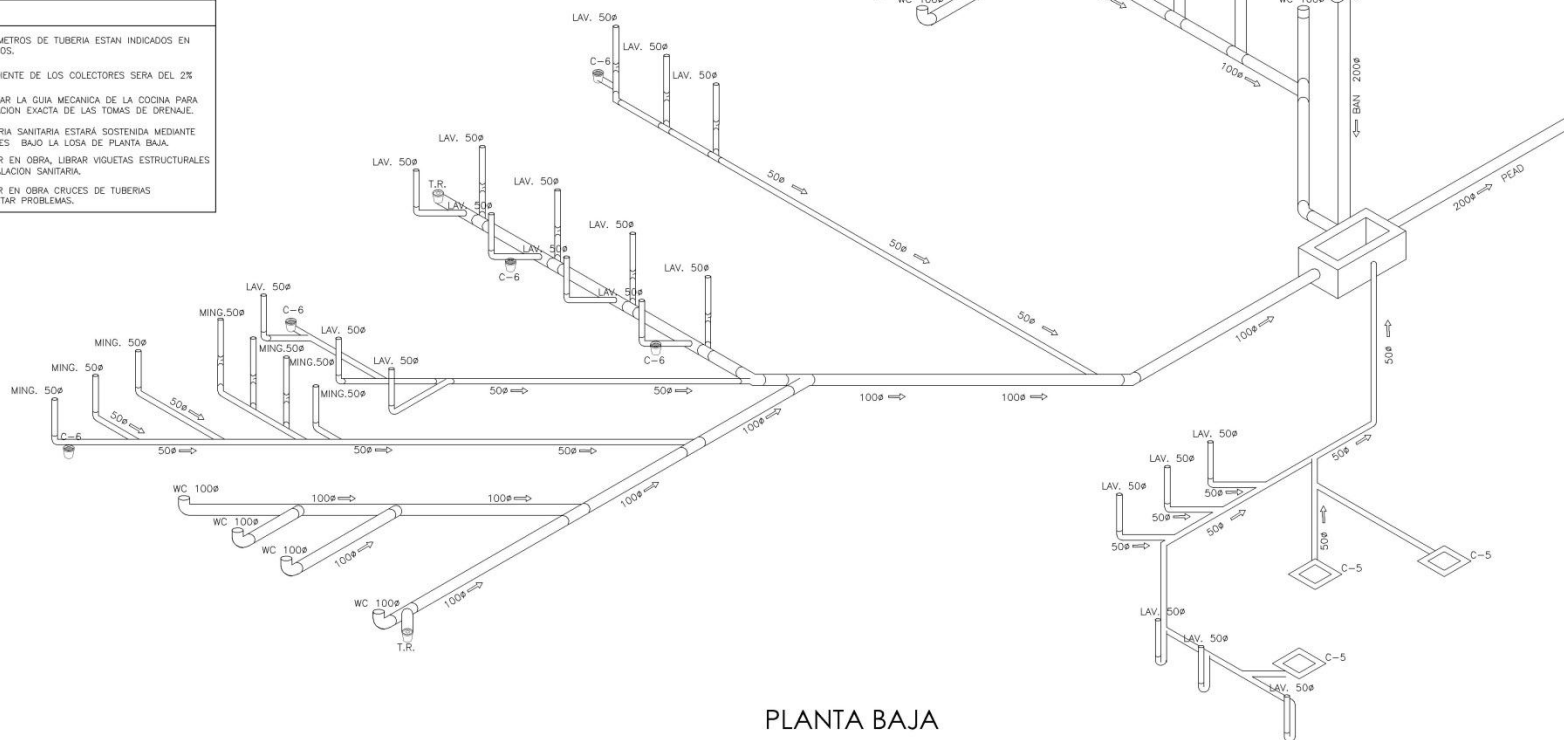 METROS DE TUBERIA ESTAN INDICADOS EN
OS.
IENTE DE LOS COLECTORES SERA DEL 2%
AR LA GUIA MECANICA DE LA COCINA PARA
CION EXACTA DE LAS TOMAS DE DRENAJE.
RIA SANITARIA ESTARÁ SOSTENIDA MEDIANTE
ES BAJO LA LOSA DE PLANTA BAJA.
R EN OBRA, LIBRAR VIGUETAS ESTRUCTURALES
ALACION SANITARIA.
R EN OBRA CRUCES DE TUBERIAS
TAR PROBLEMAS.
WC 100ø
100ø
WC 100ø
BAN 200ø
200ø
PEAD
LAV. 50ø
LAV. 50ø
C-6
LAV. 50ø
50ø
50ø
50ø
100ø
LAV. 50ø
LAV. 50ø
T.R.
LAV. 50ø
LAV. 50ø
LAV. 50ø
LAV. 50ø
C-6
LAV. 50ø
LAV. 50ø
C-6
LAV. 50ø
C-6
MING.50ø
LAV. 50ø
MING. 50ø
MING.50ø
MING.50ø
LAV. 50ø
MING. 50ø
MING. 50ø
MING.50ø
50ø
50ø
50ø
50ø
C-6
50ø
50ø
50ø
100ø
100ø
100ø
50ø
WC 100ø
100ø
100ø
WC 100ø
WC 100ø
100ø
100ø
WC 100ø
100ø
T.R.
LAV. 50ø
LAV. 50ø
LAV. 50ø
50ø
50ø
50ø
50ø
50ø
50ø
C-5
C-5
LAV. 50ø
LAV. 50ø
C-5
LAV. 50ø
PLANTA BAJA